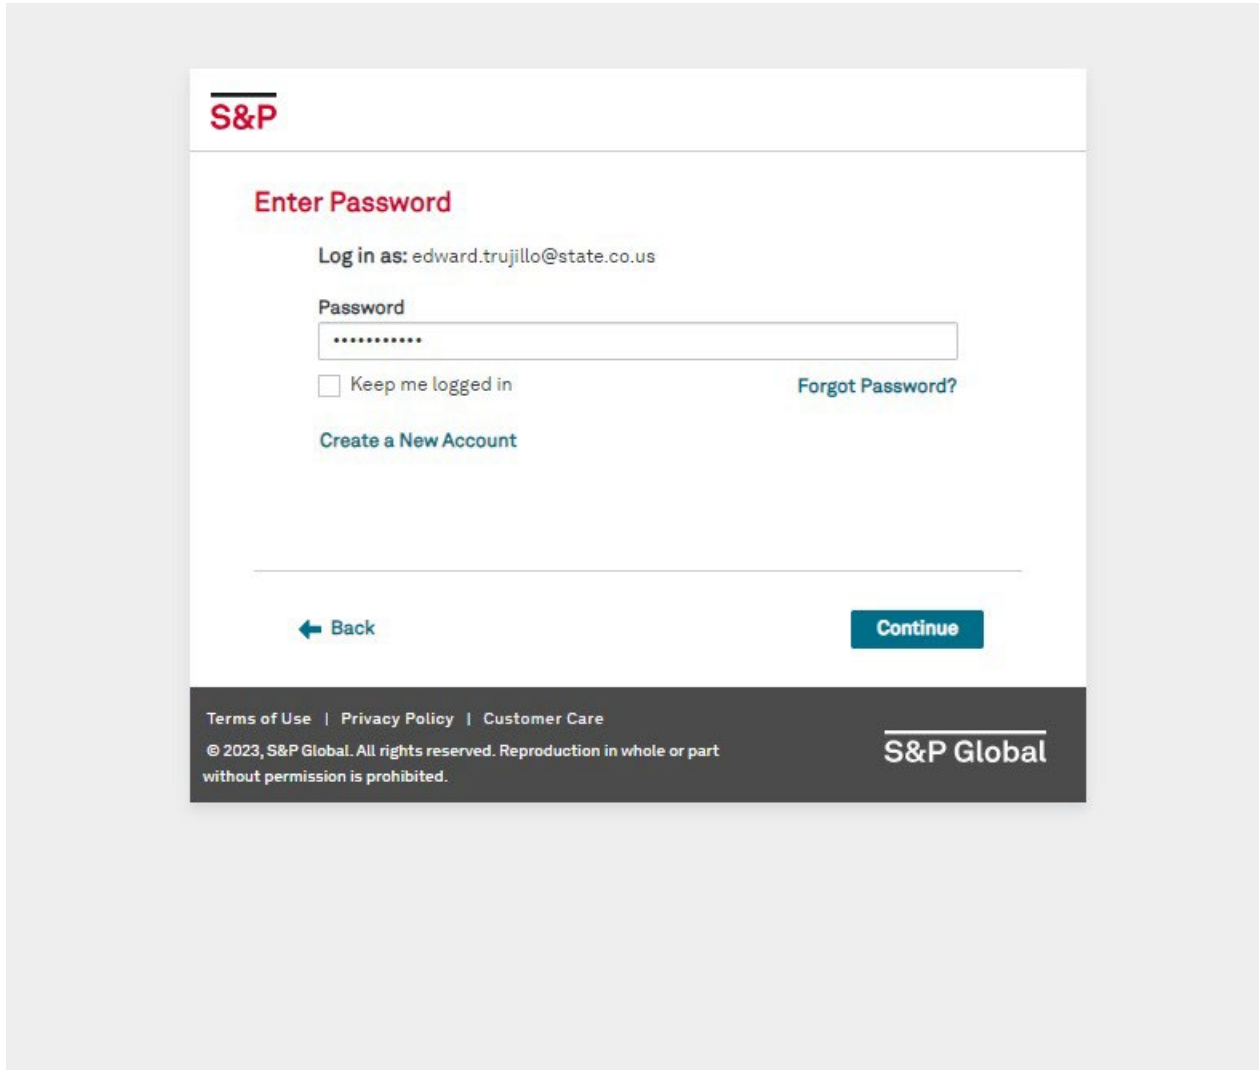 S&P
Enter Password
Log in as: edward.trujillo@state.co.us
Password
•••••••••••
Keep me logged in
Forgot Password?
Create a New Account
Back
Continue
Terms of Use | Privacy Policy | Customer Care
© 2023, S&P Global. All rights reserved. Reproduction in whole or part
without permission is prohibited.
S&P Global